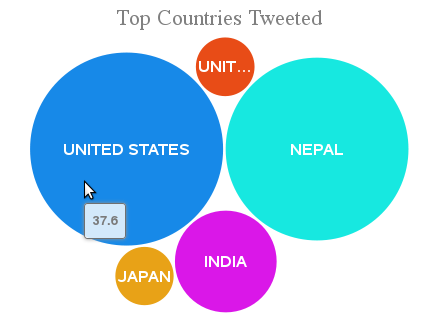 Top Countries Tweeted
UNIT...
UNITED STATES
NEPAL
37.6
INDIA
JAPAN